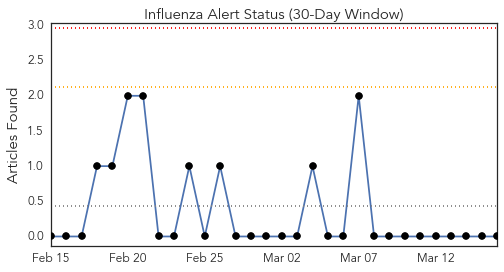 Influenza Alert Status (30-Day Window)
3.0
2.5
2.0
1.5
1.0
0.5
0.0
Articles Found
Feb 15 Feb 20 Feb 25 Mar 02 Mar 07 Mar 12